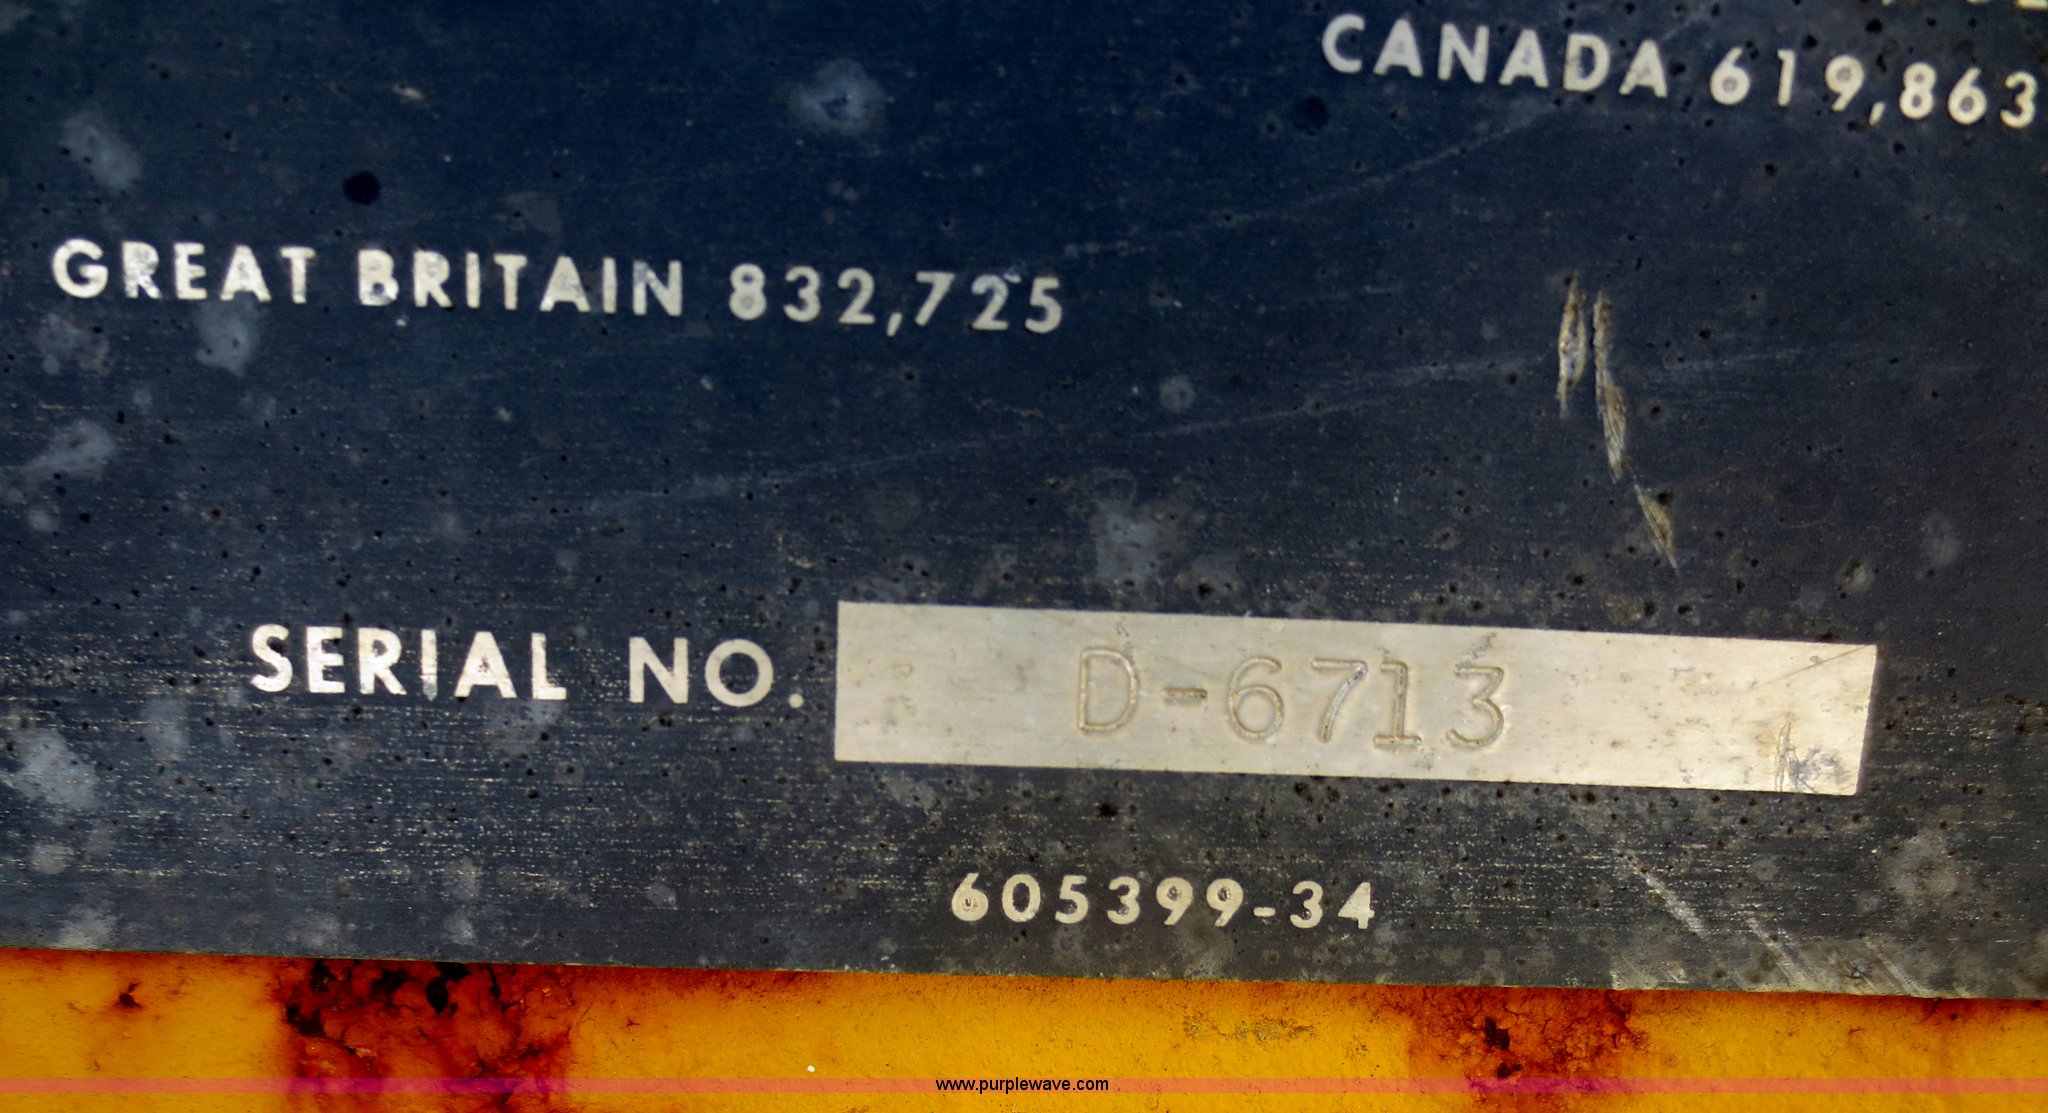 CANADA 619,863
GREAT BRITAIN 832,725
SERIAL NO. D-6713
605399-34
www.purplewave.com